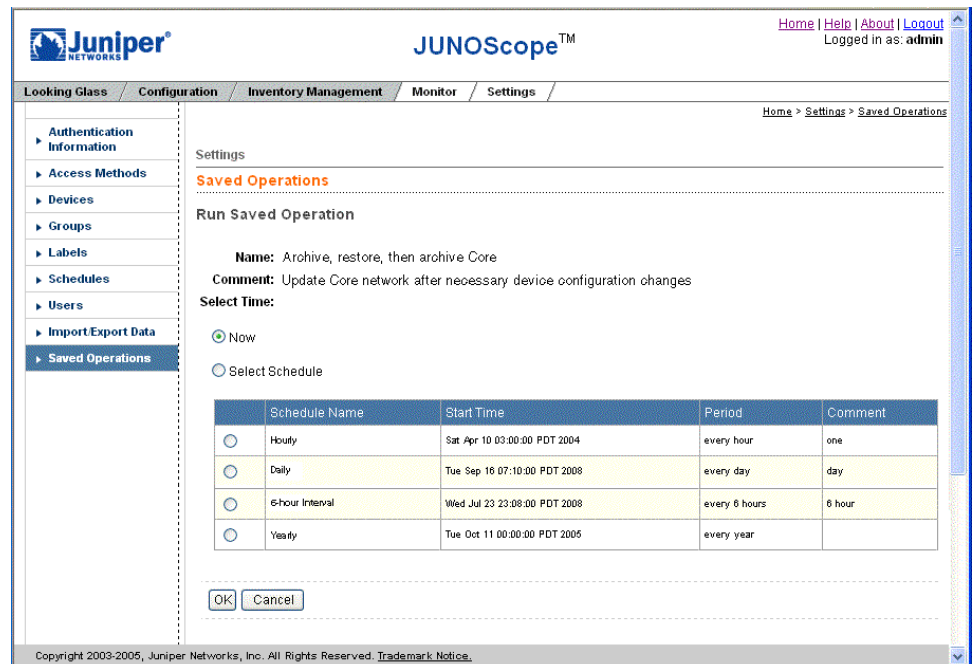 Juniper®
NETWORKS
JUNOScope™
Home | Help | About | Logout
Logged in as: admin
Looking Glass / Configuration / Inventory Management / Monitor / Settings /
Home > Settings > Saved Operations
Authentication
Information
Access Methods
Devices
Groups
Labels
Schedules
Users
Import/Export Data
Saved Operations
Settings
Saved Operations
Run Saved Operation
Name: Archive, restore, then archive Core
Comment: Update Core network after necessary device configuration changes
Select Time:
Now
Select Schedule
Schedule Name Start Time Period Comment
Hourly Sat Apr 10 03:00:00 PDT 2004 every hour one
Daily Tue Sep 16 07:10:00 PDT 2008 every day day
6-hour Interval Wed Jul 23 23:08:00 PDT 2008 every 6 hours 6 hour
Yearly Tue Oct 11 00:00:00 PDT 2005 every year
OK Cancel
Copyright 2003-2005, Juniper Networks, Inc. All Rights Reserved. Trademark Notice.